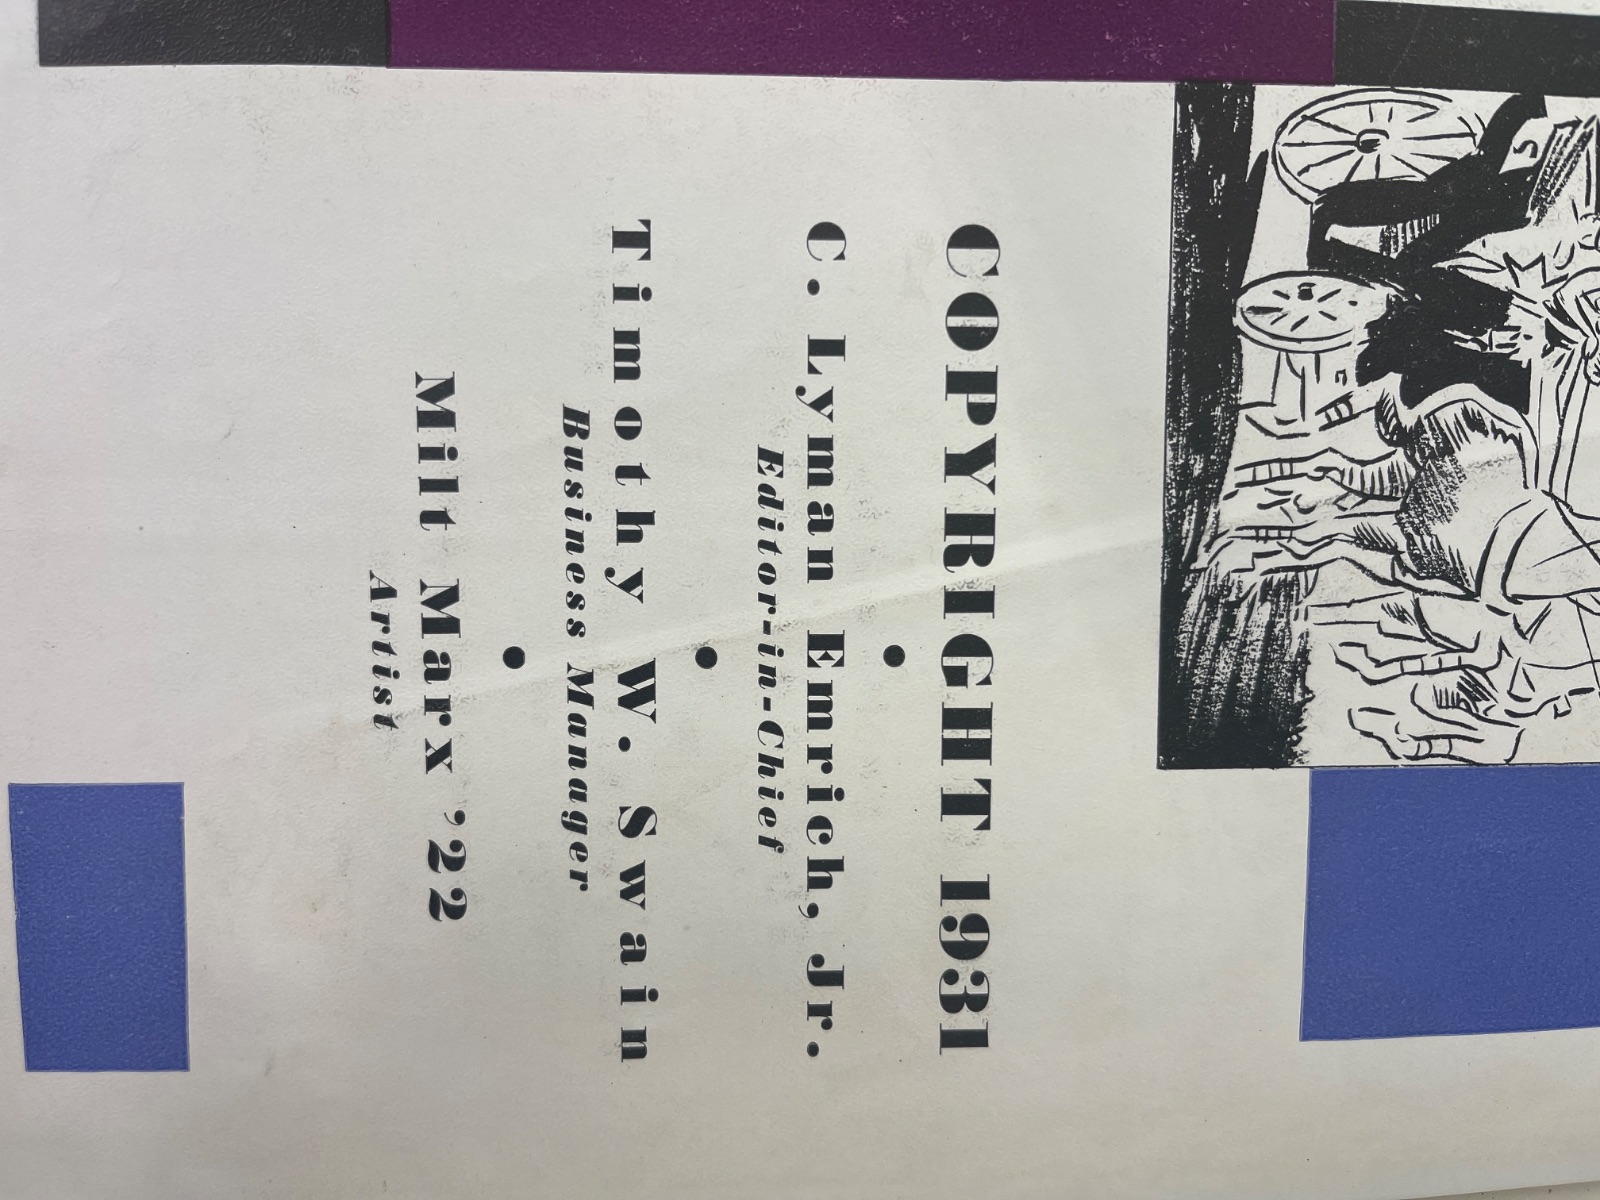 COPYRIGHT 1931
C. Lyman Emrich, Jr.
Editor-in-Chief
Timothy W. Swain
Business Manager
Milt Marx '22
Artist